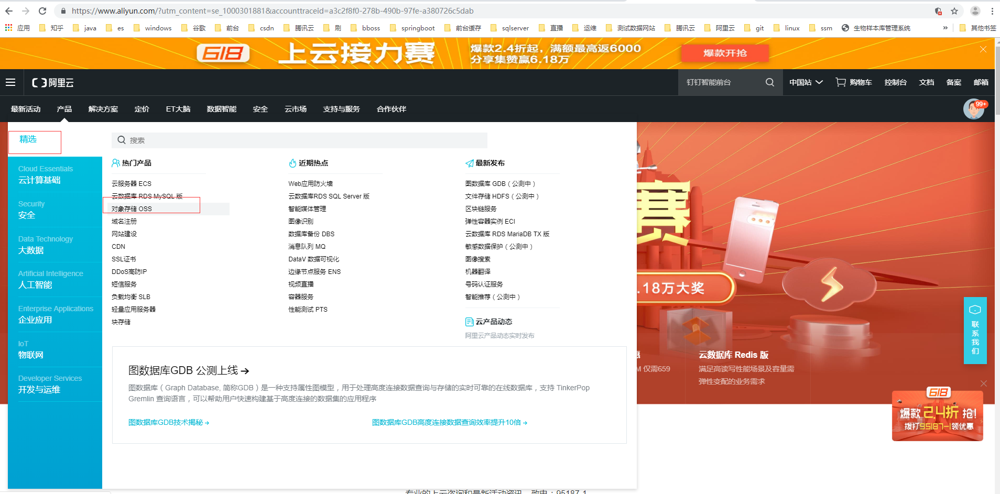 https://www.aliyun.com/?utm_content=se_1000301881&accounttraceid=a3c2f8f0-278b-490b-97fe-a380726c5dab
应用 知乎 java es windows 谷歌 前台 csdn 腾讯云 刷 bboss springboot 前台缓存 sqlserver 直播 运维 测试数据网站 腾讯云 阿里云 git linux ssm 生物样本库管理系统 » 其他书签
618 上云接力赛
爆款2.4折起，满额最高返6000
分享集赞赢6.18万
爆款开抢
阿里云
钉钉智能前台
中国站 购物车 控制台 文档 备案 邮箱
最新活动 产品 解决方案 定价 ET大脑 数据智能 安全 云市场 支持与服务 合作伙伴
99+
精选
搜索
Cloud Essentials
云计算基础
Security
安全
Data Technology
大数据
Artificial Intelligence
人工智能
Enterprise Applications
企业应用
IoT
物联网
Developer Services
开发与运维
热门产品
云服务器 ECS
云数据库 RDS MySQL 版
对象存储 OSS
域名注册
网站建设
CDN
SSL证书
DDoS高防IP
短信服务
负载均衡 SLB
轻量应用服务器
块存储
近期热点
Web应用防火墙
云数据库RDS SQL Server 版
智能媒体管理
图像识别
数据库备份 DBS
消息队列 MQ
DataV 数据可视化
边缘节点服务 ENS
视频直播
容器服务
性能测试 PTS
最新发布
图数据库 GDB（公测中）
文件存储 HDFS（公测中）
区块链服务
弹性容器实例 ECI
云数据库 RDS MariaDB TX 版
敏感数据保护（公测中）
图像搜索
机器翻译
号码认证服务
智能推荐（公测中）
云产品动态
阿里云产品动态实时发布
图数据库GDB 公测上线→
图数据库（Graph Database, 简称GDB）是一种支持属性图模型，用于处理高度连接数据查询与存储的实时可靠的在线数据库，支持 TinkerPop
Gremlin 查询语言，可以帮助用户快速构建基于高度连接的数据集的应用程序
图数据库GDB技术揭秘→
图数据库GDB高度连接数据查询效率提升10倍→
赛
.18万大奖
惠
M 仅需659
云数据库 Redis 版
满足高读写性能场景及容量需
弹性变配的业务需求
联系我们
618
爆款2.4折 抢!
拨打95187-1领优惠
专业的上云咨询和最新活动资讯，致电：95187-1